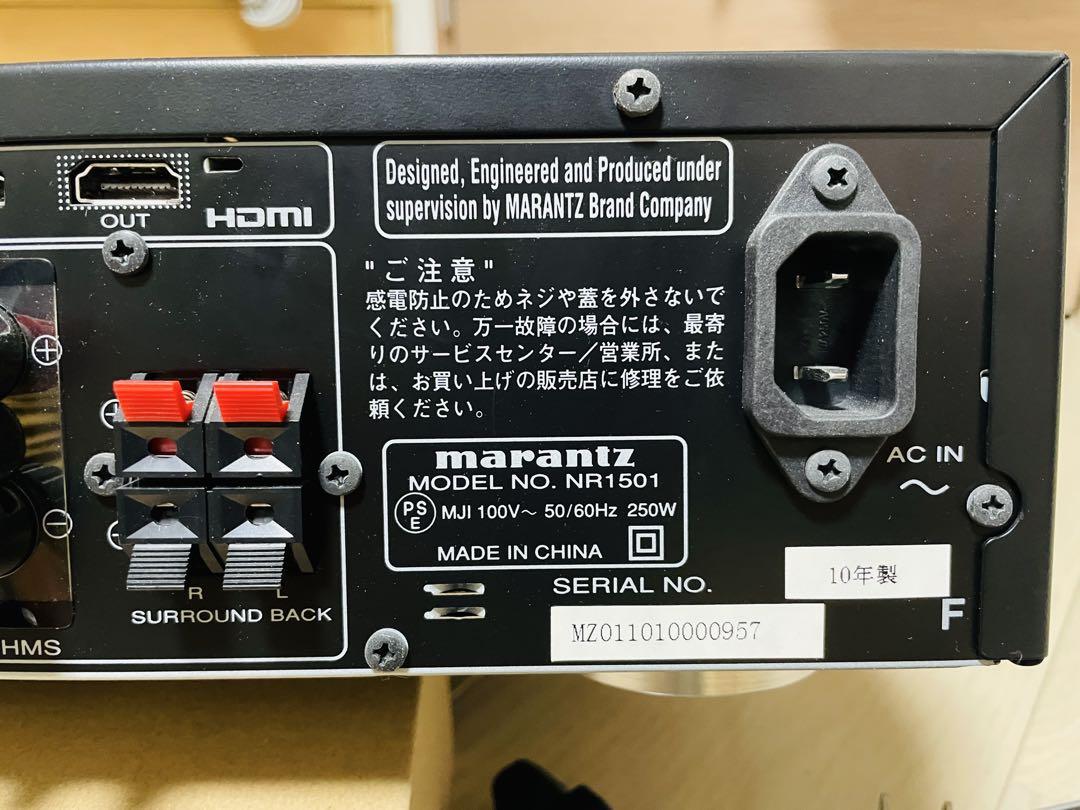 OUT
HDMI
Designed, Engineered and Produced under
supervision by MARANTZ Brand Company
"ご注意"
感電防止のためネジや蓋を外さないで
ください。万一故障の場合には、最寄
りのサービスセンター／営業所、また
は、お買い上げの販売店に修理をご依
頼ください。
marantz
MODEL NO. NR1501
PS
E
MJI 100V～ 50/60Hz 250W
MADE IN CHINA
AC IN
～
SERIAL NO.
10年製
MZ011010000957
F
R L
SURROUND BACK
HMS